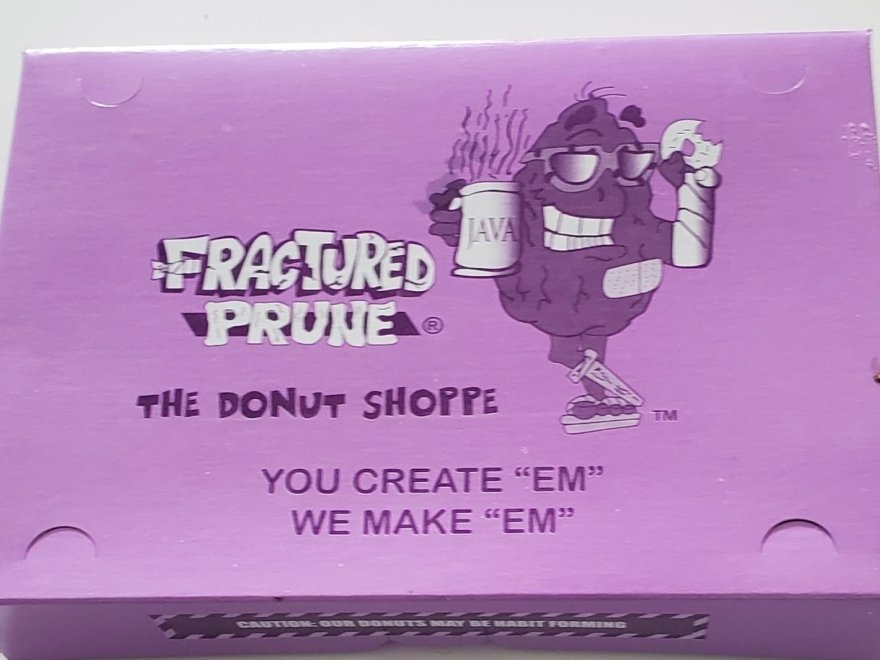 JAVA
FRACTURED
PRUNE ®
THE DONUT SHOPPE
TM
YOU CREATE “EM”
WE MAKE “EM”
CAUTION: OUR DONUTS MAY BE HABIT FORMING